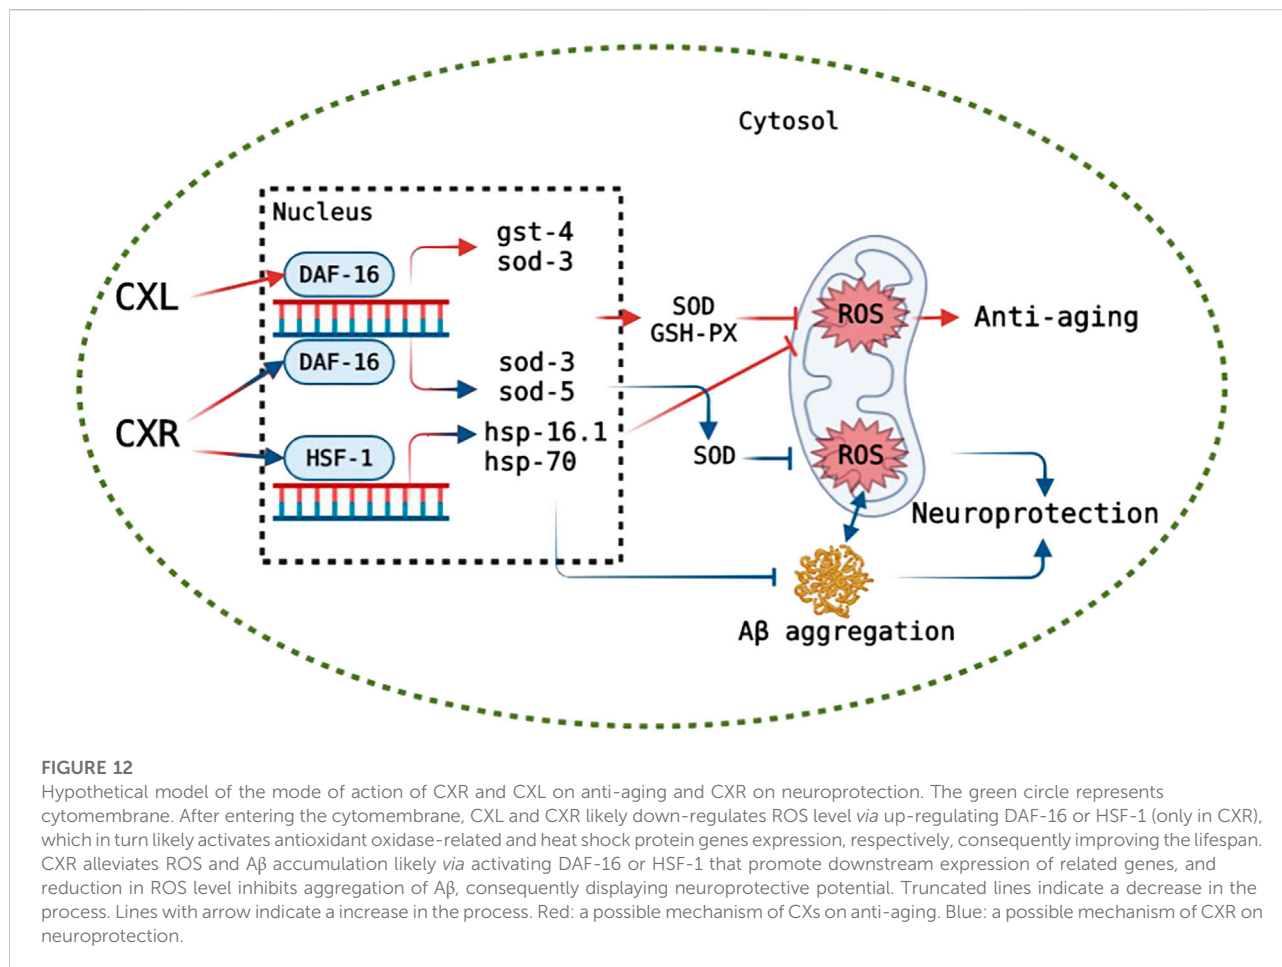 Cytosol
Nucleus
gst-4
sod-3
DAF-16
CXL
SOD
GSH-PX
ROS
Anti-aging
DAF-16
sod-3
sod-5
CXR
hsp-16.1
hsp-70
HSF-1
SOD
ROS
Neuroprotection
Aβ aggregation
FIGURE 12
Hypothetical model of the mode of action of CXR and CXL on anti-aging and CXR on neuroprotection. The green circle represents
cytomembrane. After entering the cytomembrane, CXL and CXR likely down-regulates ROS level via up-regulating DAF-16 or HSF-1 (only in CXR),
which in turn likely activates antioxidant oxidase-related and heat shock protein genes expression, respectively, consequently improving the lifespan.
CXR alleviates ROS and Aβ accumulation likely via activating DAF-16 or HSF-1 that promote downstream expression of related genes, and
reduction in ROS level inhibits aggregation of Aβ, consequently displaying neuroprotective potential. Truncated lines indicate a decrease in the
process. Lines with arrow indicate a increase in the process. Red: a possible mechanism of CXs on anti-aging. Blue: a possible mechanism of CXR on
neuroprotection.